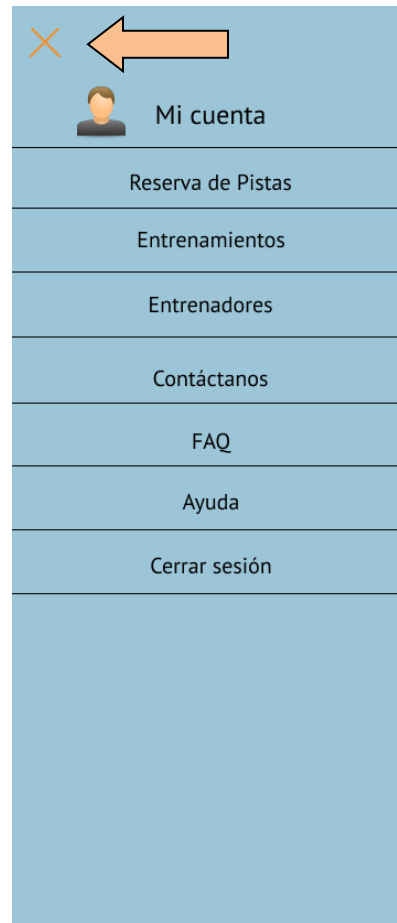 Mi cuenta
Reserva de Pistas
Entrenamientos
Entrenadores
Contáctanos
FAQ
Ayuda
Cerrar sesión